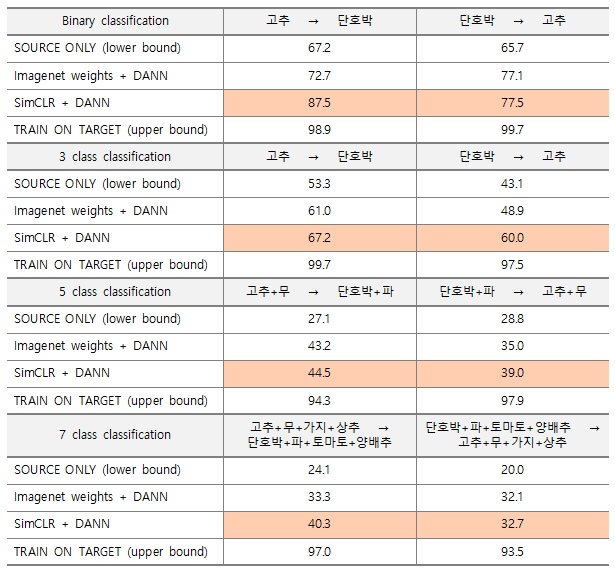 Binary classification 고추 → 단호박 단호박 → 고추
SOURCE ONLY (lower bound) 67.2 65.7
Imagenet weights + DANN 72.7 77.1
SimCLR + DANN 87.5 77.5
TRAIN ON TARGET (upper bound) 98.9 99.7
3 class classification 고추 → 단호박 단호박 → 고추
SOURCE ONLY (lower bound) 53.3 43.1
Imagenet weights + DANN 61.0 48.9
SimCLR + DANN 67.2 60.0
TRAIN ON TARGET (upper bound) 99.7 97.5
5 class classification 고추+무 → 단호박+파 단호박+파 → 고추+무
SOURCE ONLY (lower bound) 27.1 28.8
Imagenet weights + DANN 43.2 35.0
SimCLR + DANN 44.5 39.0
TRAIN ON TARGET (upper bound) 94.3 97.9
7 class classification 고추+무+가지+상추 → 단호박+파+토마토+양배추 단호박+파+토마토+양배추 → 고추+무+가지+상추
SOURCE ONLY (lower bound) 24.1 20.0
Imagenet weights + DANN 33.3 32.1
SimCLR + DANN 40.3 32.7
TRAIN ON TARGET (upper bound) 97.0 93.5